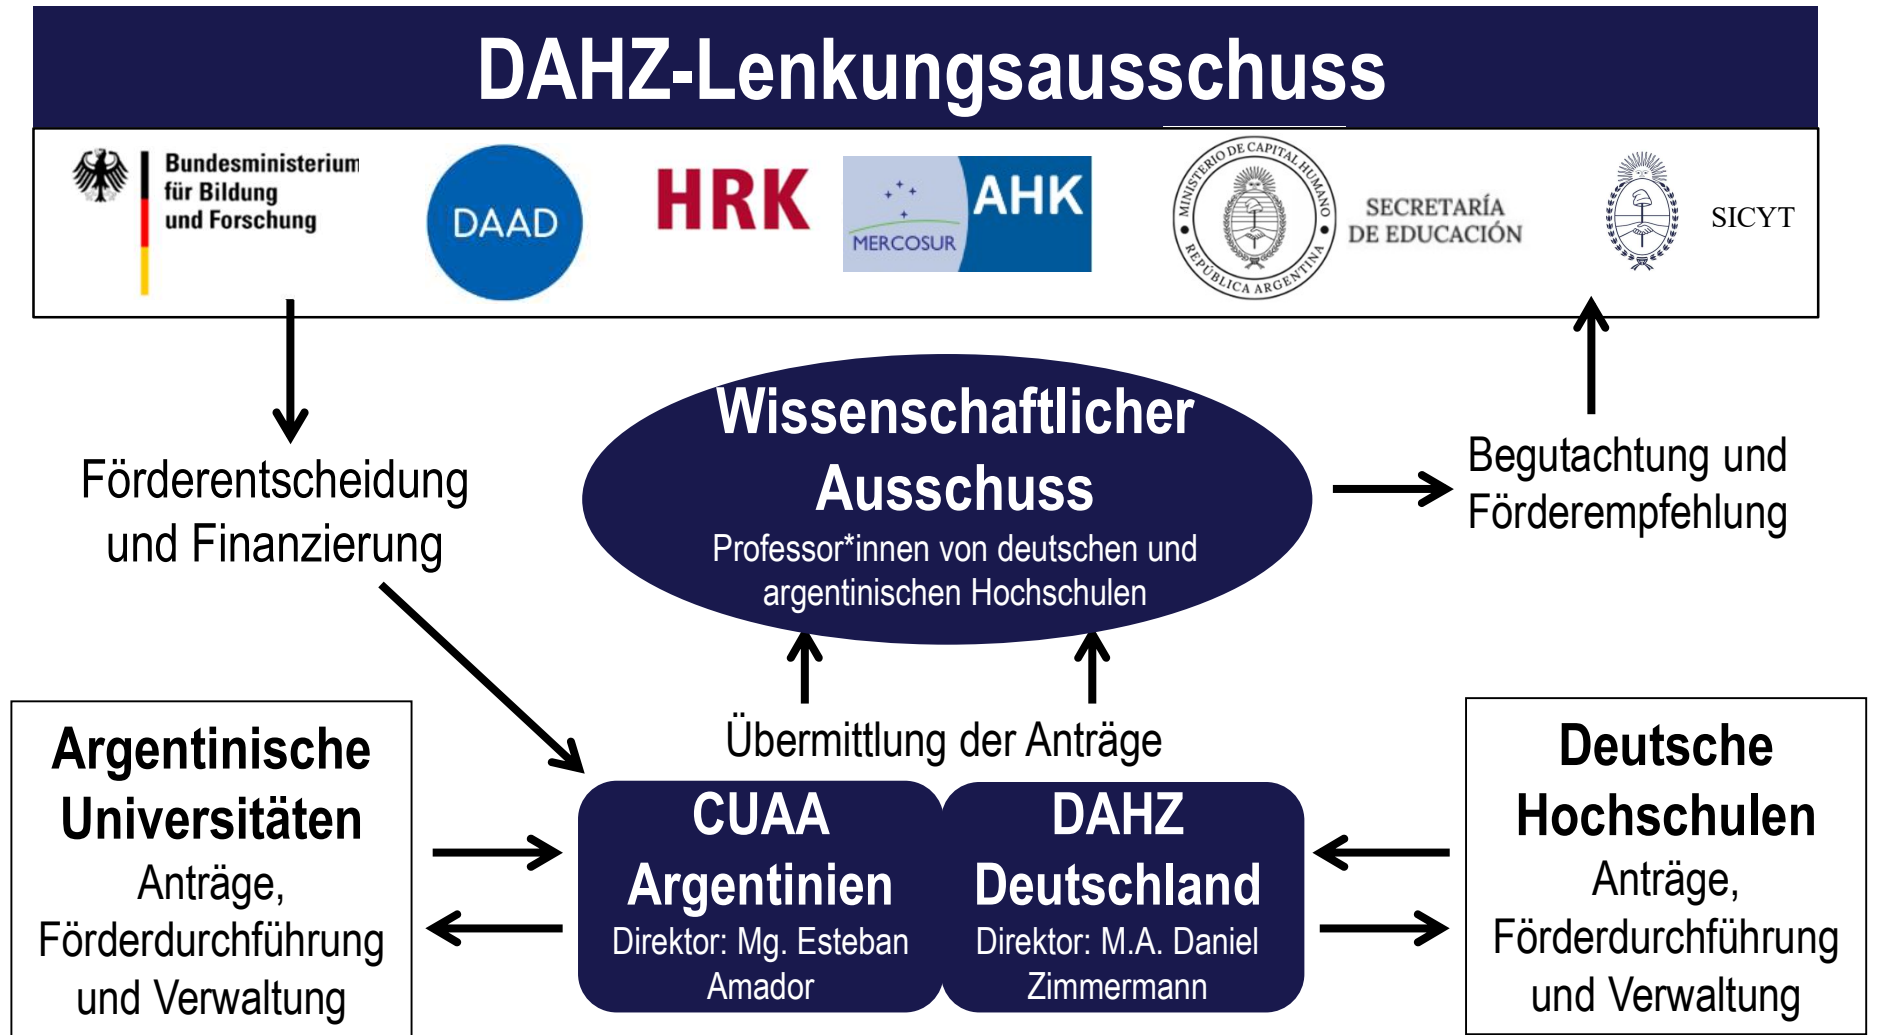 DAHZ-Lenkungsausschuss
Bundesministerium
für Bildung
und Forschung
DAAD
HRK
MERCOSUR
AHK
MINISTERIO DE CAPITAL HUMANO
REPÚBLICA ARGENTINA
SECRETARÍA
DE EDUCACIÓN
SICYT
Förderentscheidung
und Finanzierung
Wissenschaftlicher
Ausschuss
Professor*innen von deutschen und
argentinischen Hochschulen
Begutachtung und
Förderempfehlung
Übermittlung der Anträge
Argentinische
Universitäten
Anträge,
Förderdurchführung
und Verwaltung
CUAA
Argentinien
Direktor: Mg. Esteban
Amador
DAHZ
Deutschland
Direktor: M.A. Daniel
Zimmermann
Deutsche
Hochschulen
Anträge,
Förderdurchführung
und Verwaltung